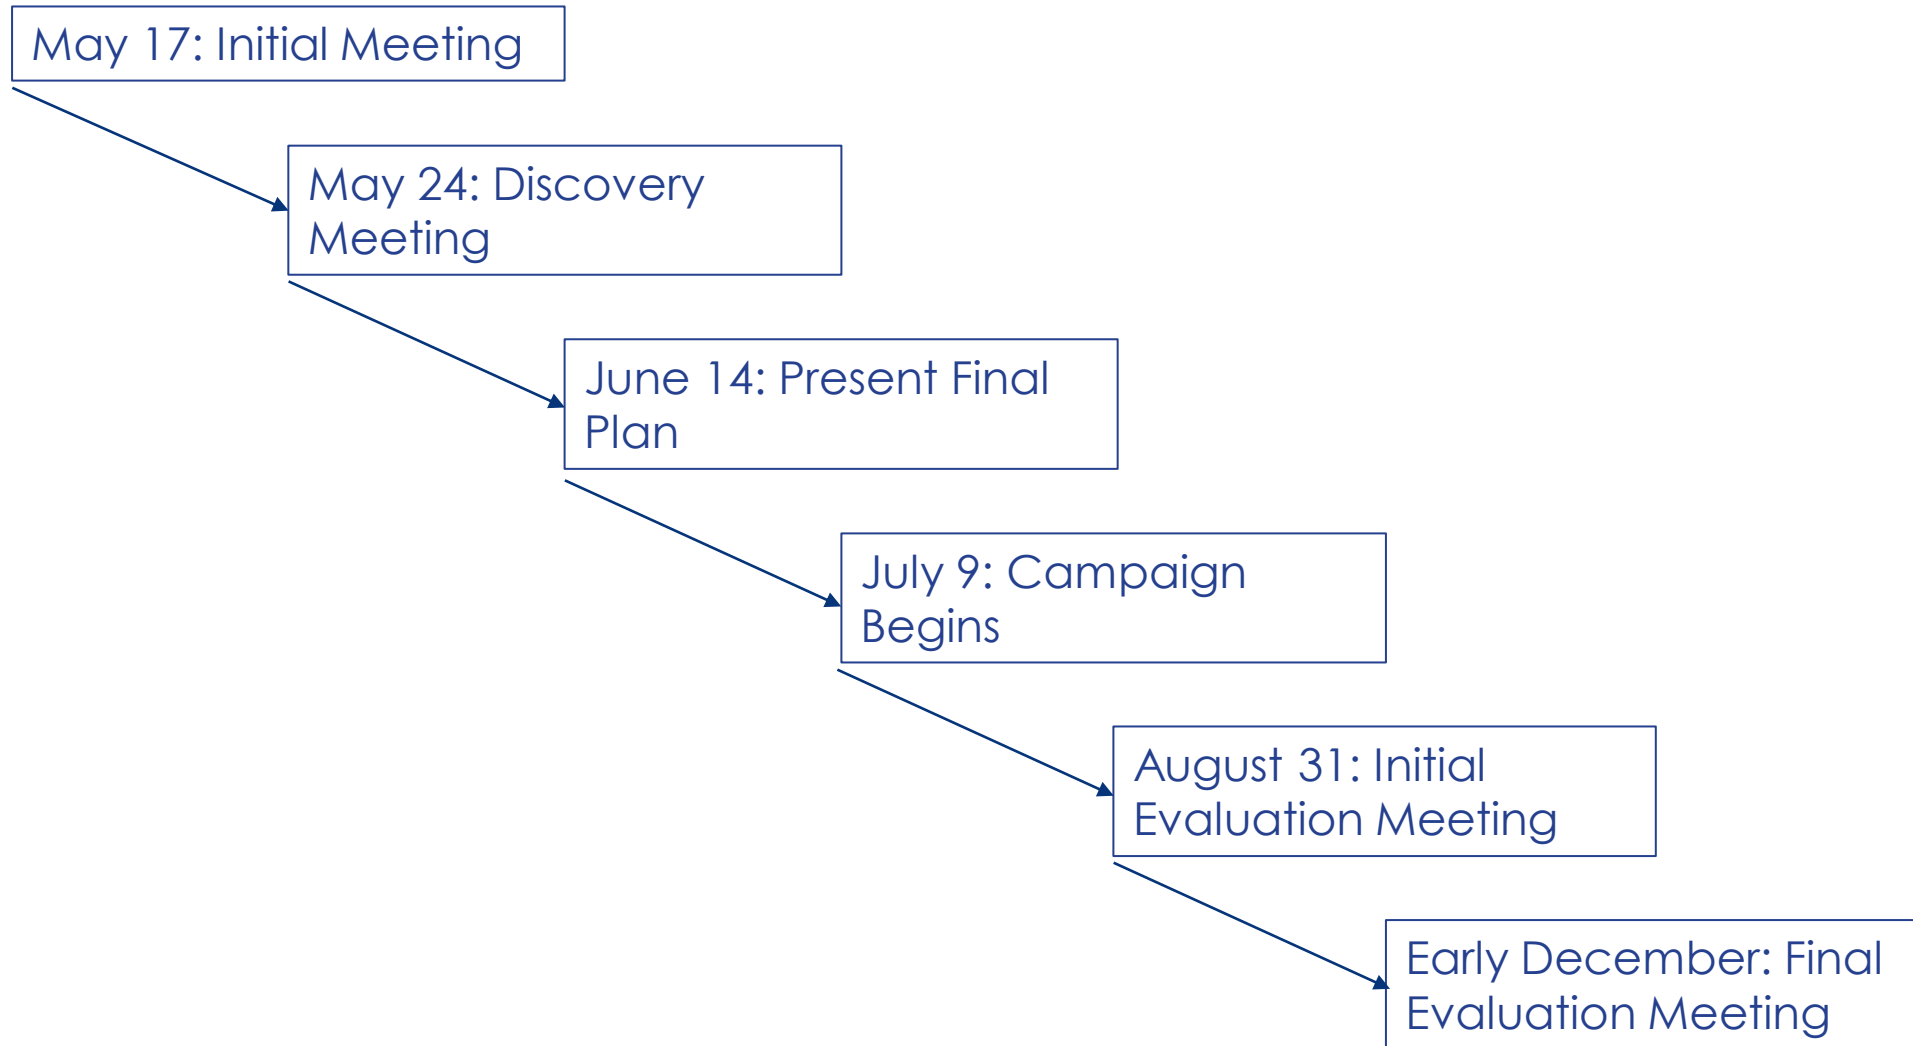 May 17: Initial Meeting
May 24: Discovery
Meeting
June 14: Present Final
Plan
July 9: Campaign
Begins
August 31: Initial
Evaluation Meeting
Early December: Final
Evaluation Meeting